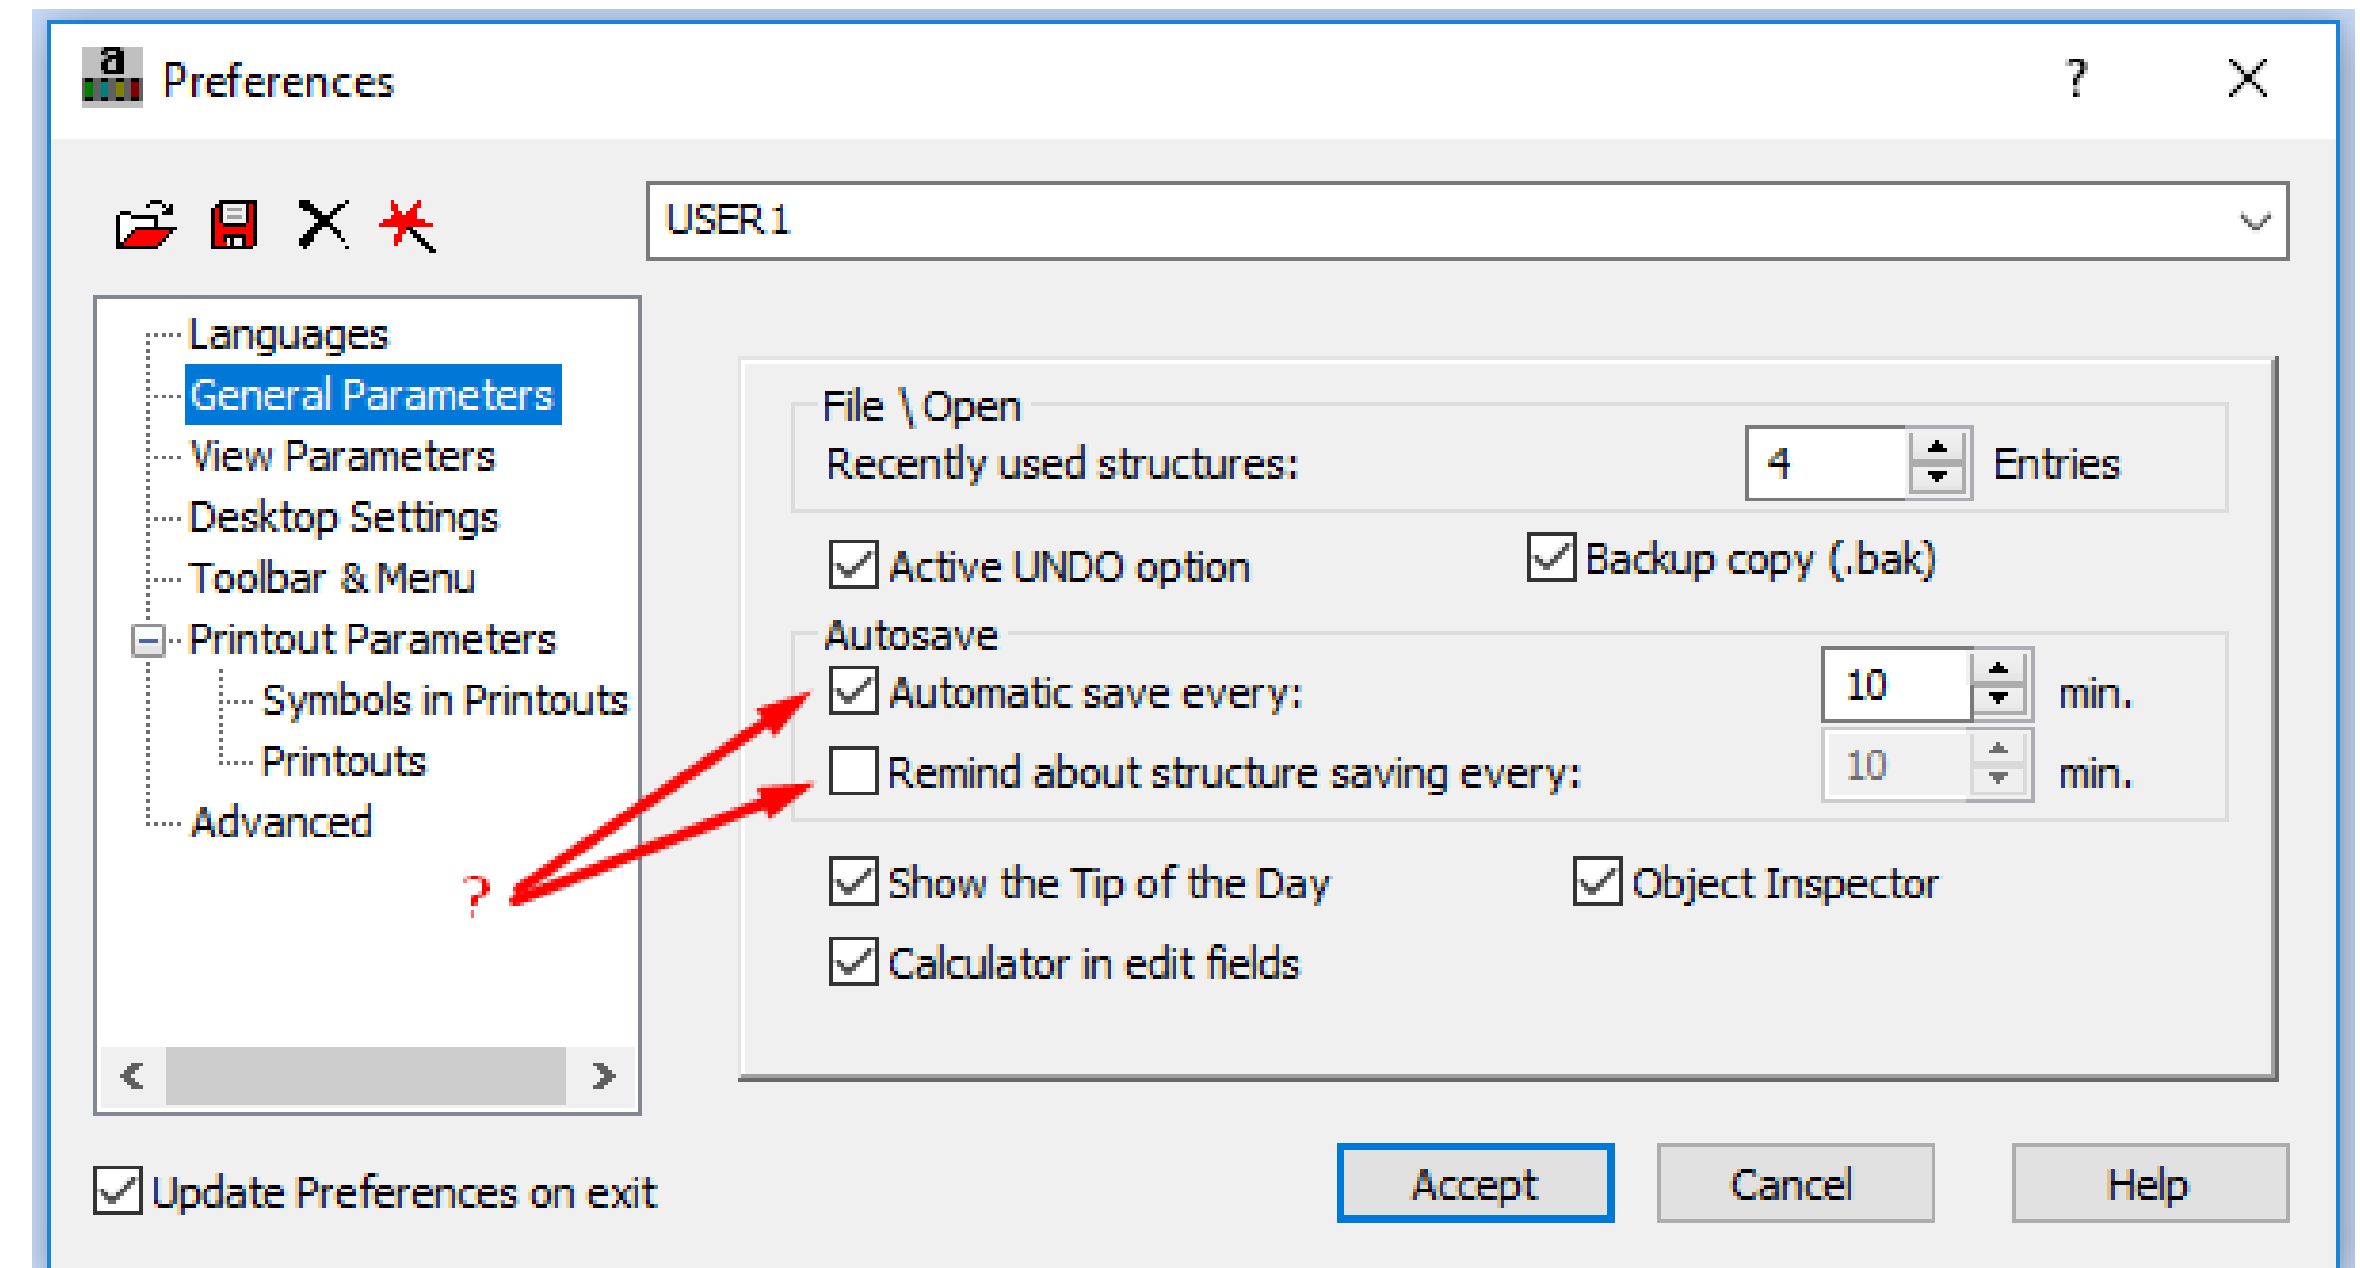 a
Preferences
?
USER1
Languages
General Parameters
View Parameters
Desktop Settings
Toolbar & Menu
Printout Parameters
Symbols in Printouts
Printouts
Advanced
?
File \ Open
Recently used structures: 4 Entries
Active UNDO option Backup copy (.bak)
Autosave
Automatic save every: 10 min.
Remind about structure saving every: 10 min.
Show the Tip of the Day Object Inspector
Calculator in edit fields
Update Preferences on exit
Accept Cancel Help